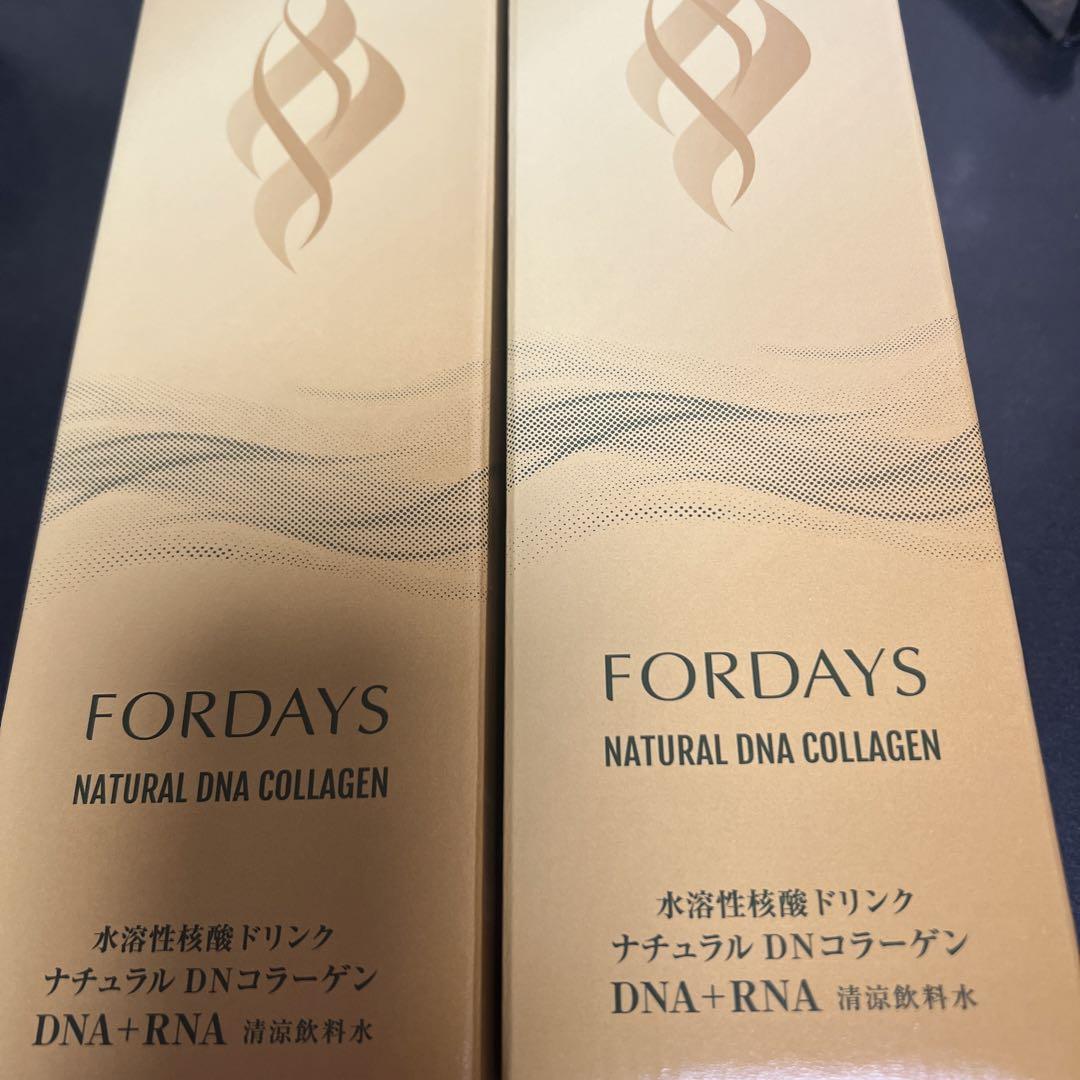 FORDAYS
NATURAL DNA COLLAGEN
水溶性核酸ドリンク
ナチュラル DNコラーゲン
DNA+RNA 清涼飲料水
FORDAYS
NATURAL DNA COLLAGEN
水溶性核酸ドリンク
ナチュラル DNコラーゲン
DNA+RNA 清涼飲料水